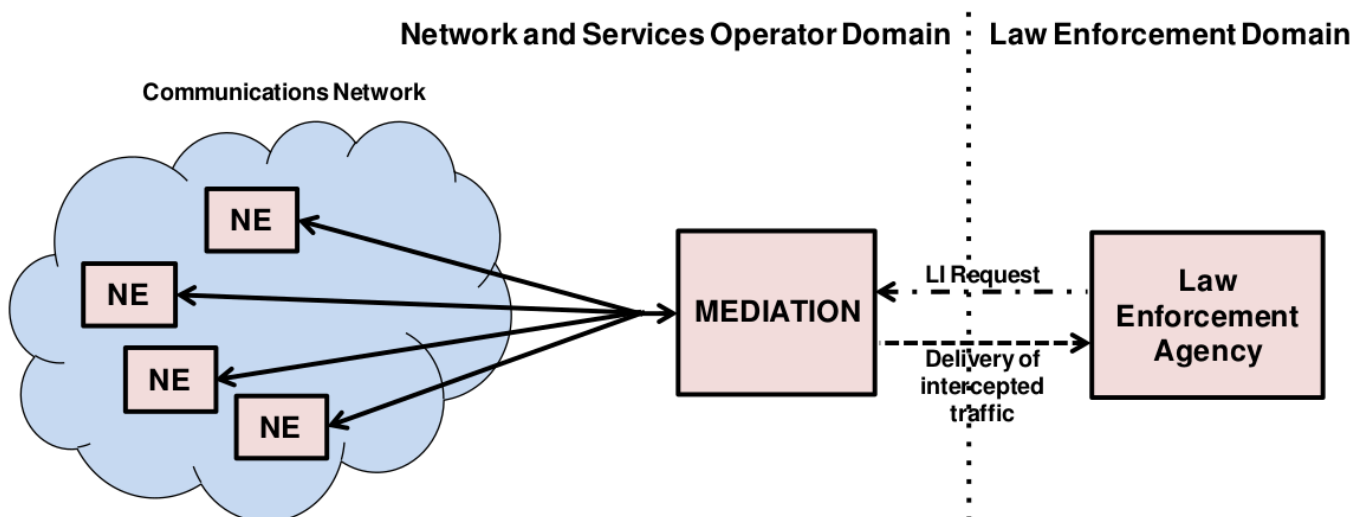 Network and Services Operator Domain
Law Enforcement Domain
Communications Network
NE
NE
NE
NE
MEDIATION
LI Request
Delivery of
intercepted
traffic
Law
Enforcement
Agency